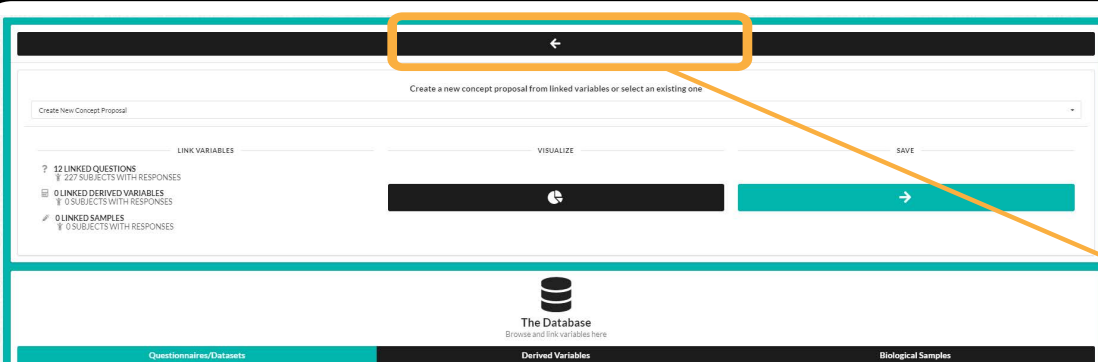 Create a new concept proposal from linked variables or select an existing one
Create New Concept Proposal
LINK VARIABLES
VISUALIZE
SAVE
? 12 LINKED QUESTIONS
227 SUBJECTS WITH RESPONSES
0 LINKED DERIVED VARIABLES
0 SUBJECTS WITH RESPONSES
0 LINKED SAMPLES
0 SUBJECTS WITH RESPONSES
The Database
Browse and link variables here
Questionnaires/Datasets
Derived Variables
Biological Samples